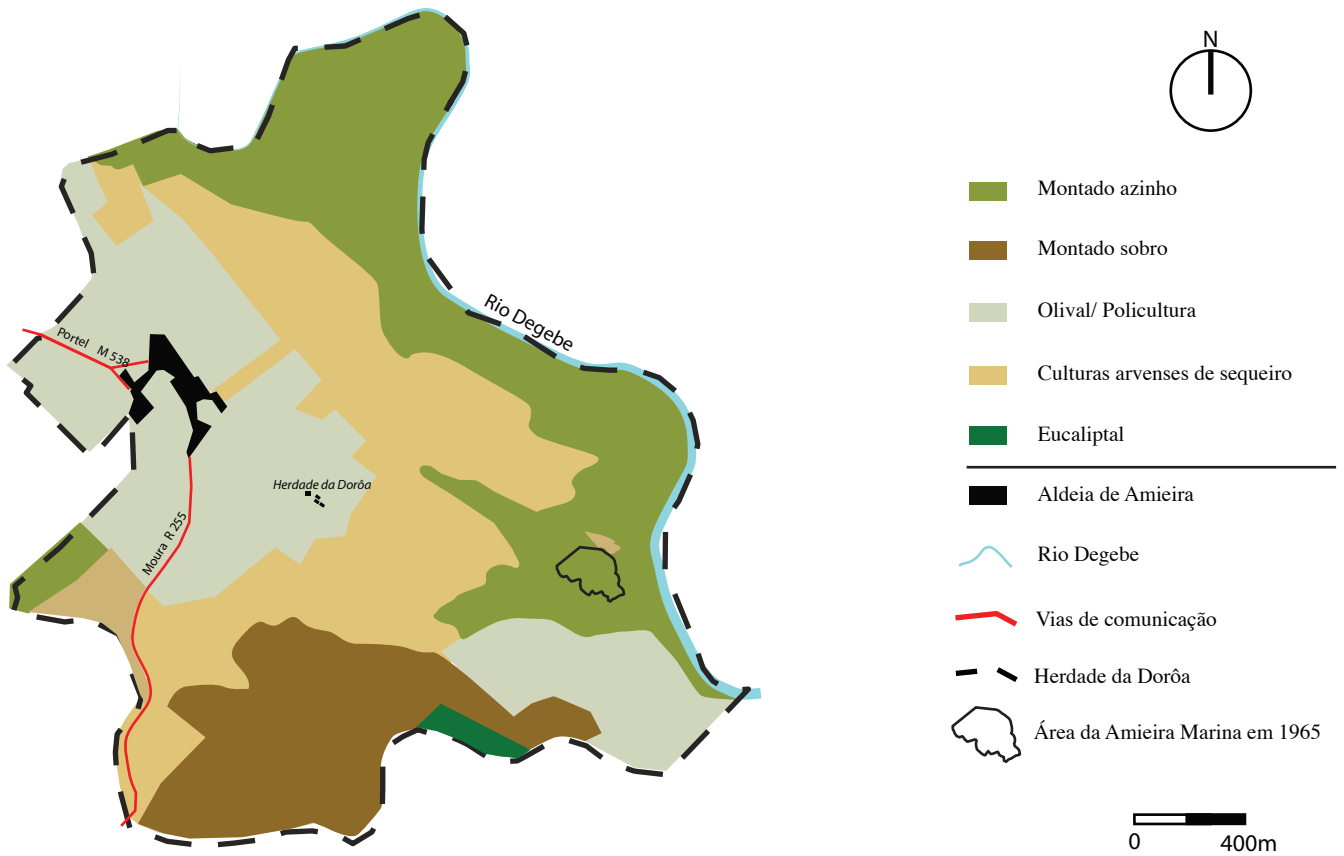 N
Montado azinho
Montado sobro
Olival/ Policultura
Culturas arvenses de sequeiro
Eucaliptal
Aldeia de Amieira
Rio Degebe
Vias de comunicação
Herdade da Dorôa
Área da Amieira Marina em 1965
0 400m
Rio Degebe
Portel M 538
Herdade da Dorôa
Moura R 255